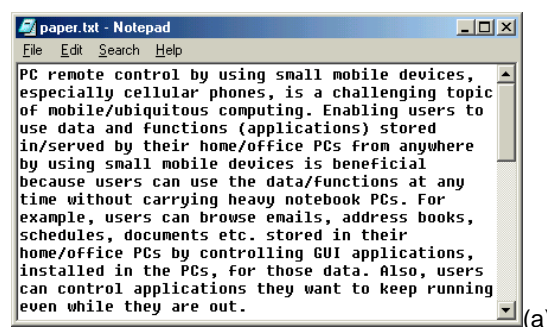 paper.txt - Notepad
File Edit Search Help
PC remote control by using small mobile devices,
especially cellular phones, is a challenging topic
of mobile/ubiquitous computing. Enabling users to
use data and functions (applications) stored
in/served by their home/office PCs from anywhere
by using small mobile devices is beneficial
because users can use the data/functions at any
time without carrying heavy notebook PCs. For
example, users can browse emails, address books,
schedules, documents etc. stored in their
home/office PCs by controlling GUI applications,
installed in the PCs, for those data. Also, users
can control applications they want to keep running
even while they are out.
(a)